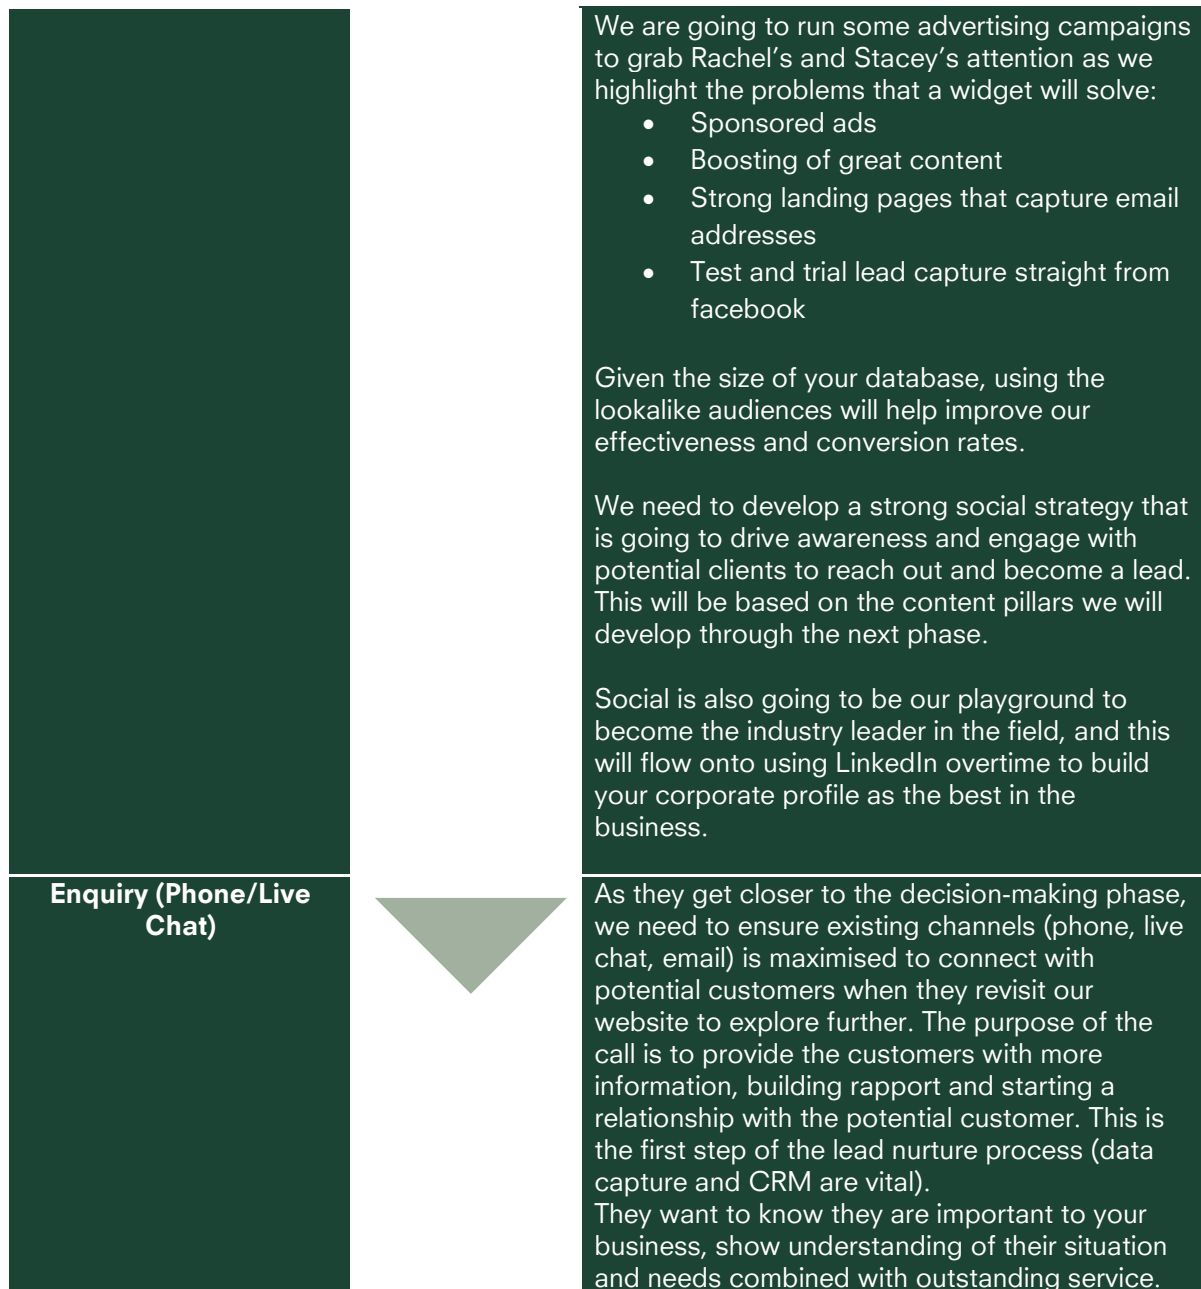 We are going to run some advertising campaigns
to grab Rachel’s and Stacey’s attention as we
highlight the problems that a widget will solve:
• Sponsored ads
• Boosting of great content
• Strong landing pages that capture email
addresses
• Test and trial lead capture straight from
facebook
Given the size of your database, using the
lookalike audiences will help improve our
effectiveness and conversion rates.
We need to develop a strong social strategy that
is going to drive awareness and engage with
potential clients to reach out and become a lead.
This will be based on the content pillars we will
develop through the next phase.
Social is also going to be our playground to
become the industry leader in the field, and this
will flow onto using LinkedIn overtime to build
your corporate profile as the best in the
business.
Enquiry (Phone/Live
Chat)
As they get closer to the decision-making phase,
we need to ensure existing channels (phone, live
chat, email) is maximised to connect with
potential customers when they revisit our
website to explore further. The purpose of the
call is to provide the customers with more
information, building rapport and starting a
relationship with the potential customer. This is
the first step of the lead nurture process (data
capture and CRM are vital).
They want to know they are important to your
business, show understanding of their situation
and needs combined with outstanding service.